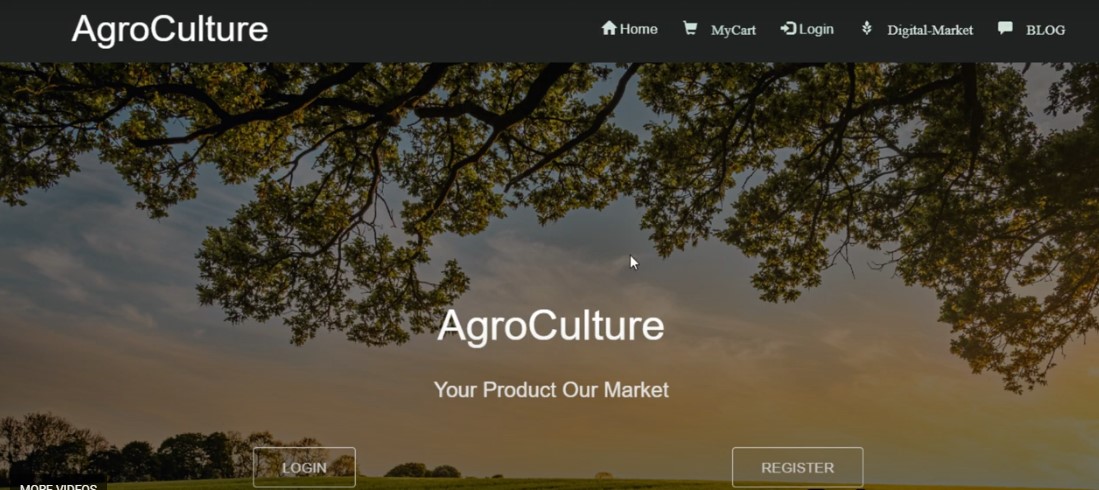 AgroCulture
Home MyCart Login Digital-Market BLOG
AgroCulture
Your Product Our Market
LOGIN REGISTER
MORE VIDEOS